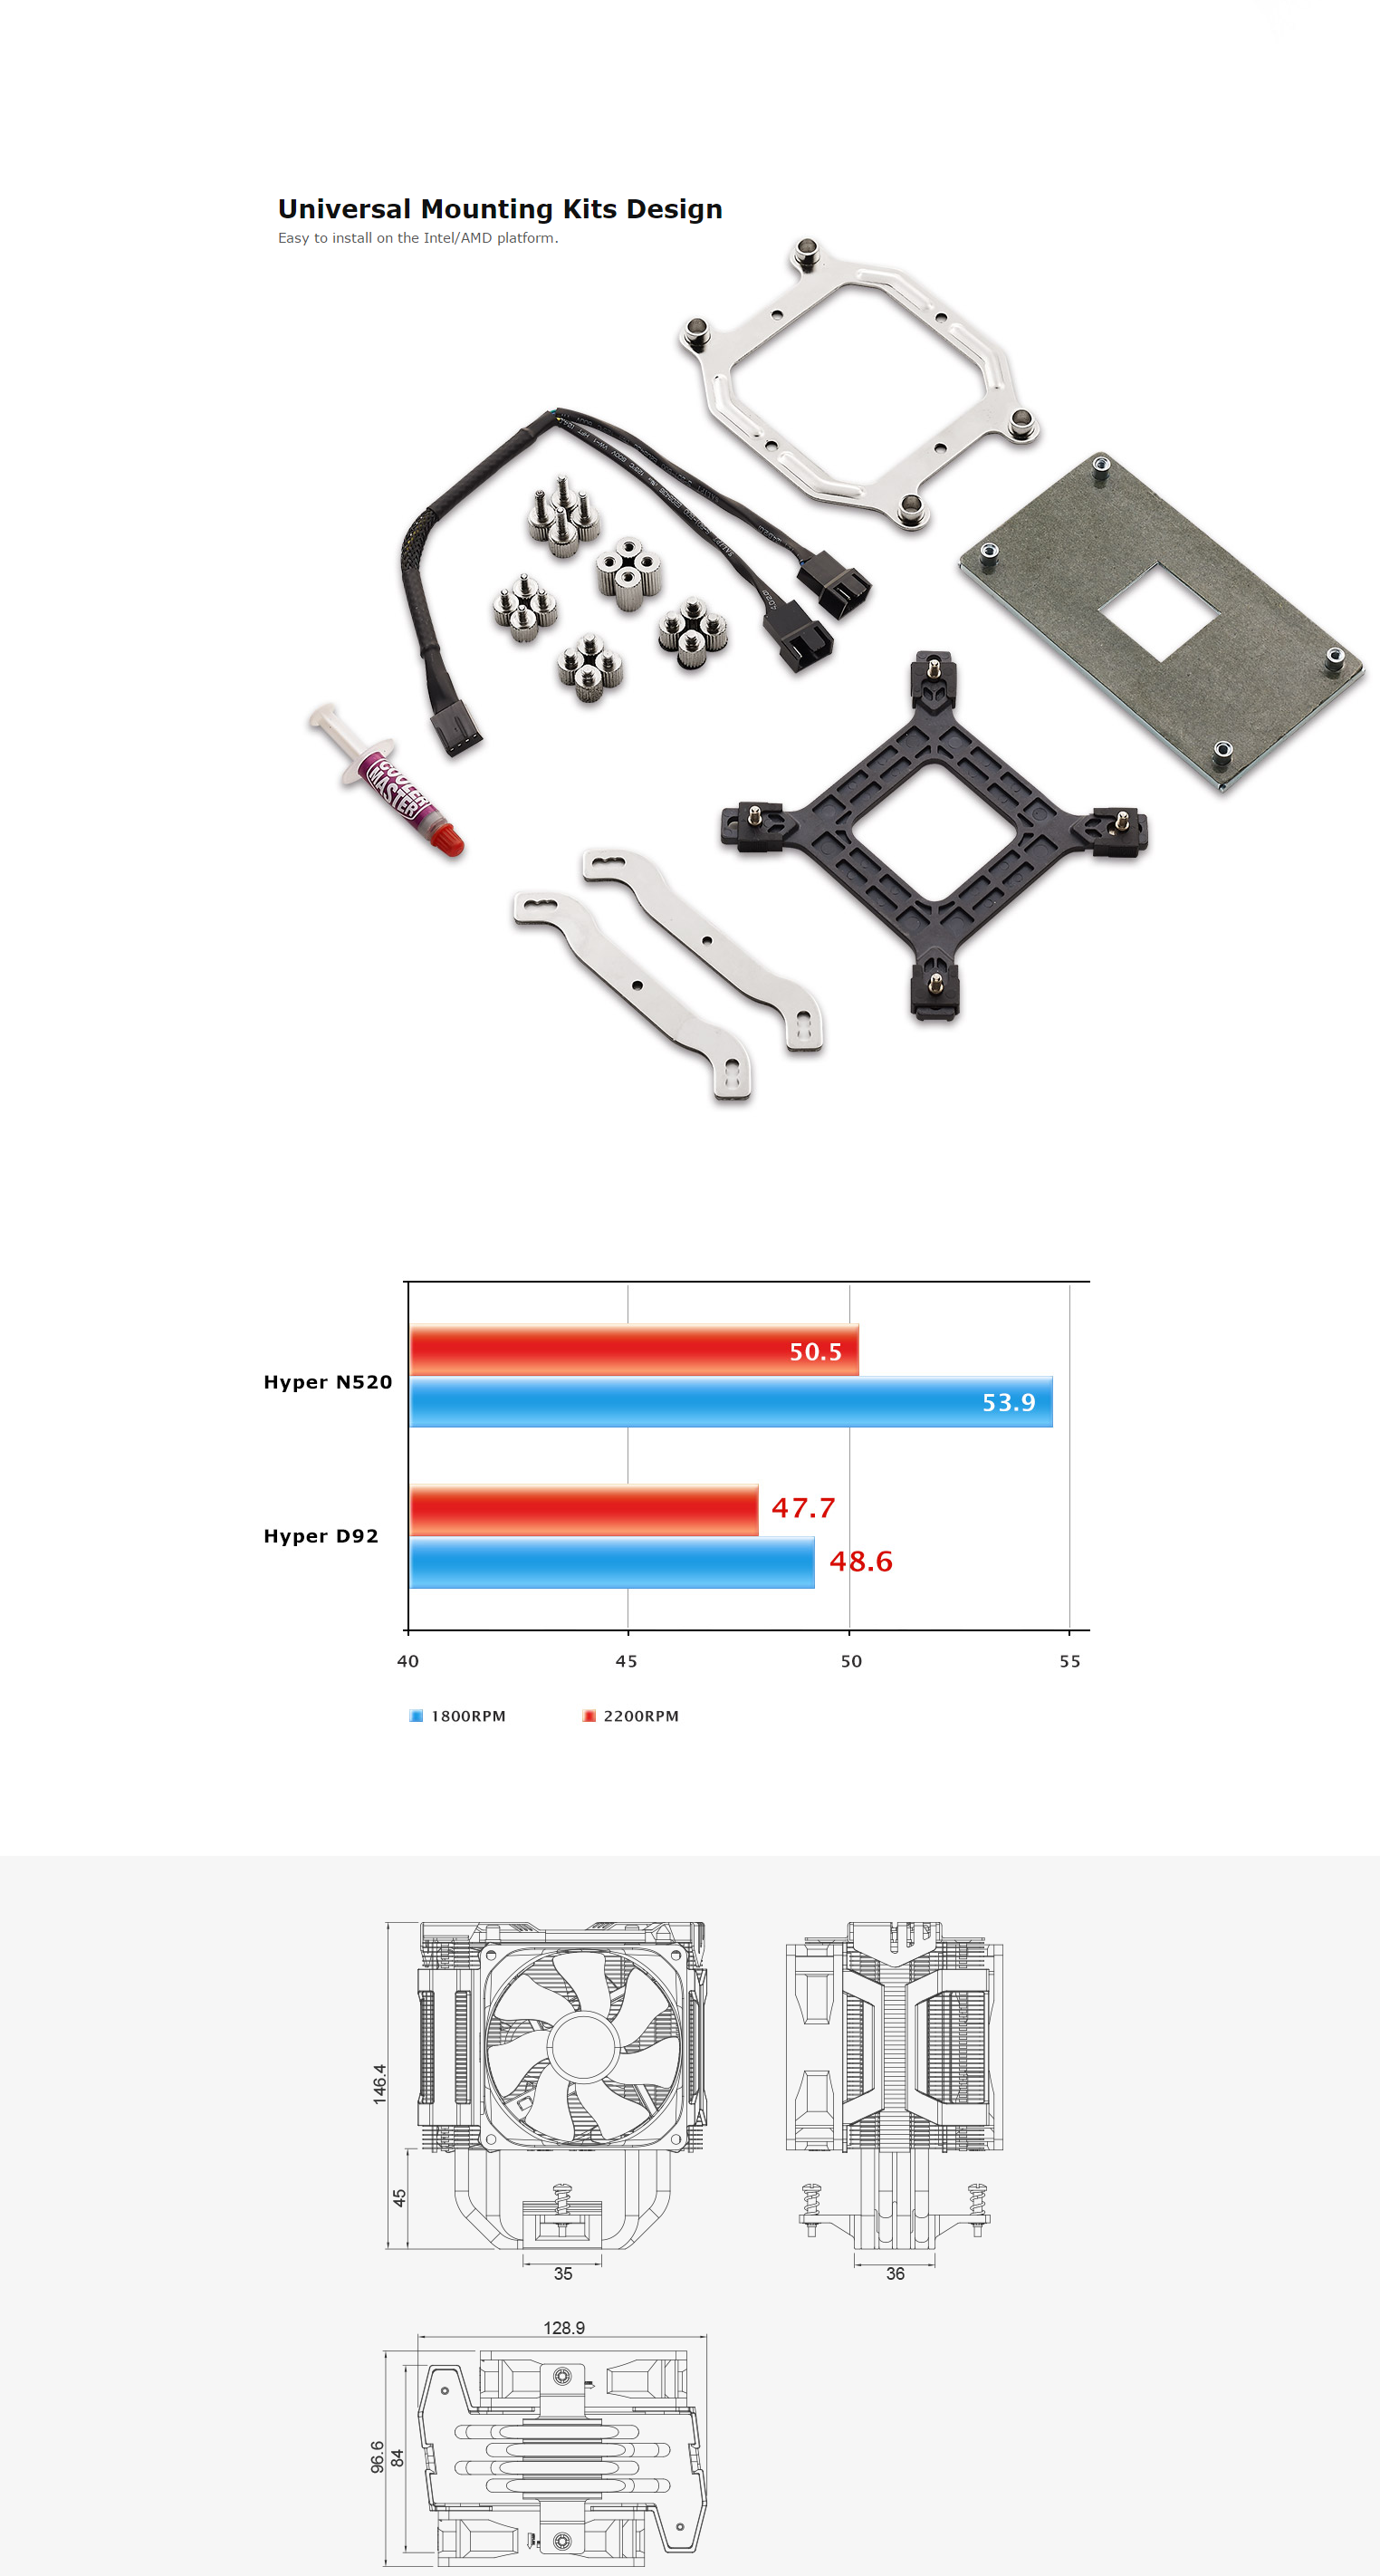 Universal Mounting Kits Design
Easy to install on the Intel/AMD platform.
COOLER
MASTER
50.5
Hyper N520
53.9
47.7
Hyper D92
48.6
40 45 50 55
1800RPM 2200RPM
146.4
45
35
36
128.9
96.6
84